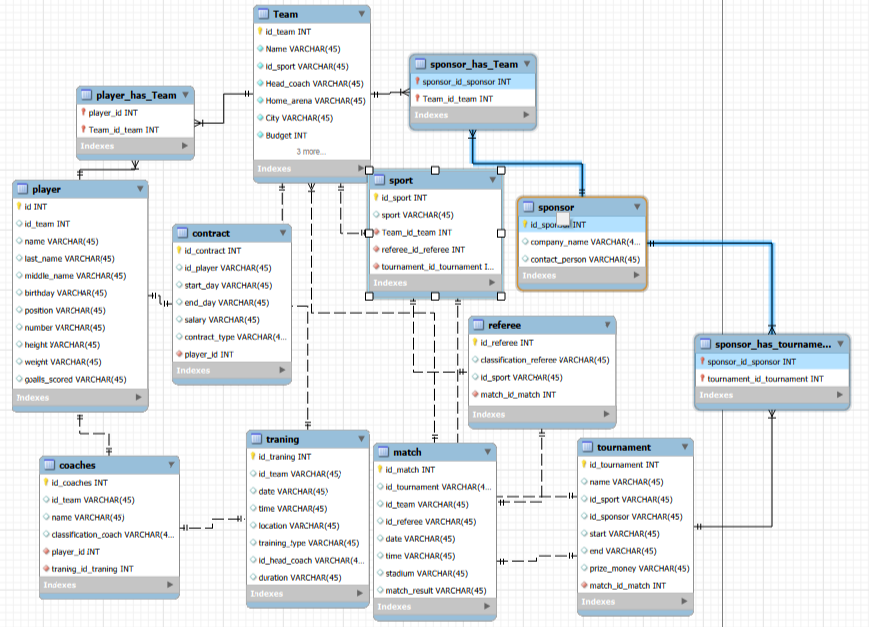 Team
id_team INT
Name VARCHAR(45)
id_sport VARCHAR(45)
Head_coach VARCHAR(45)
Home_arena VARCHAR(45)
City VARCHAR(45)
Budget INT
3 more...
Indexes
sponsor_has_Team
sponsor_id_sponsor INT
Team_id_team INT
Indexes
player_has_Team
player_id INT
Team_id_team INT
Indexes
player
id INT
id_team INT
name VARCHAR(45)
last_name VARCHAR(45)
middle_name VARCHAR(45)
birthday VARCHAR(45)
position VARCHAR(45)
number VARCHAR(45)
height VARCHAR(45)
weight VARCHAR(45)
goalls_scored VARCHAR(45)
Indexes
contract
id_contract INT
id_player VARCHAR(45)
start_day VARCHAR(45)
end_day VARCHAR(45)
salary VARCHAR(45)
contract_type VARCHAR(4...
player_id INT
Indexes
sport
id_sport INT
sport VARCHAR(45)
Team_id_team INT
referee_id_referee INT
tournament_id_tournament I...
Indexes
sponsor
id_sponsor INT
company_name VARCHAR(4...
contact_person VARCHAR(45)
Indexes
referee
id_referee INT
classification_referee VARCHAR(45)
id_sport VARCHAR(45)
match_id_match INT
Indexes
sponsor_has_tourname...
sponsor_id_sponsor INT
tournament_id_tournament INT
Indexes
coaches
id_coaches INT
id_team VARCHAR(45)
name VARCHAR(45)
classification_coach VARCHAR(4...
player_id INT
traning_id_traning INT
Indexes
traning
id_traning INT
id_team VARCHAR(45)
date VARCHAR(45)
time VARCHAR(45)
location VARCHAR(45)
training_type VARCHAR(45)
id_head_coach VARCHAR(4...
duration VARCHAR(45)
Indexes
match
id_match INT
id_tournament VARCHAR(4...
id_team VARCHAR(45)
id_referee VARCHAR(45)
date VARCHAR(45)
time VARCHAR(45)
stadium VARCHAR(45)
match_result VARCHAR(45)
Indexes
tournament
id_tournament INT
name VARCHAR(45)
id_sport VARCHAR(45)
id_sponsor VARCHAR(45)
start VARCHAR(45)
end VARCHAR(45)
prize_money VARCHAR(45)
match_id_match INT
Indexes